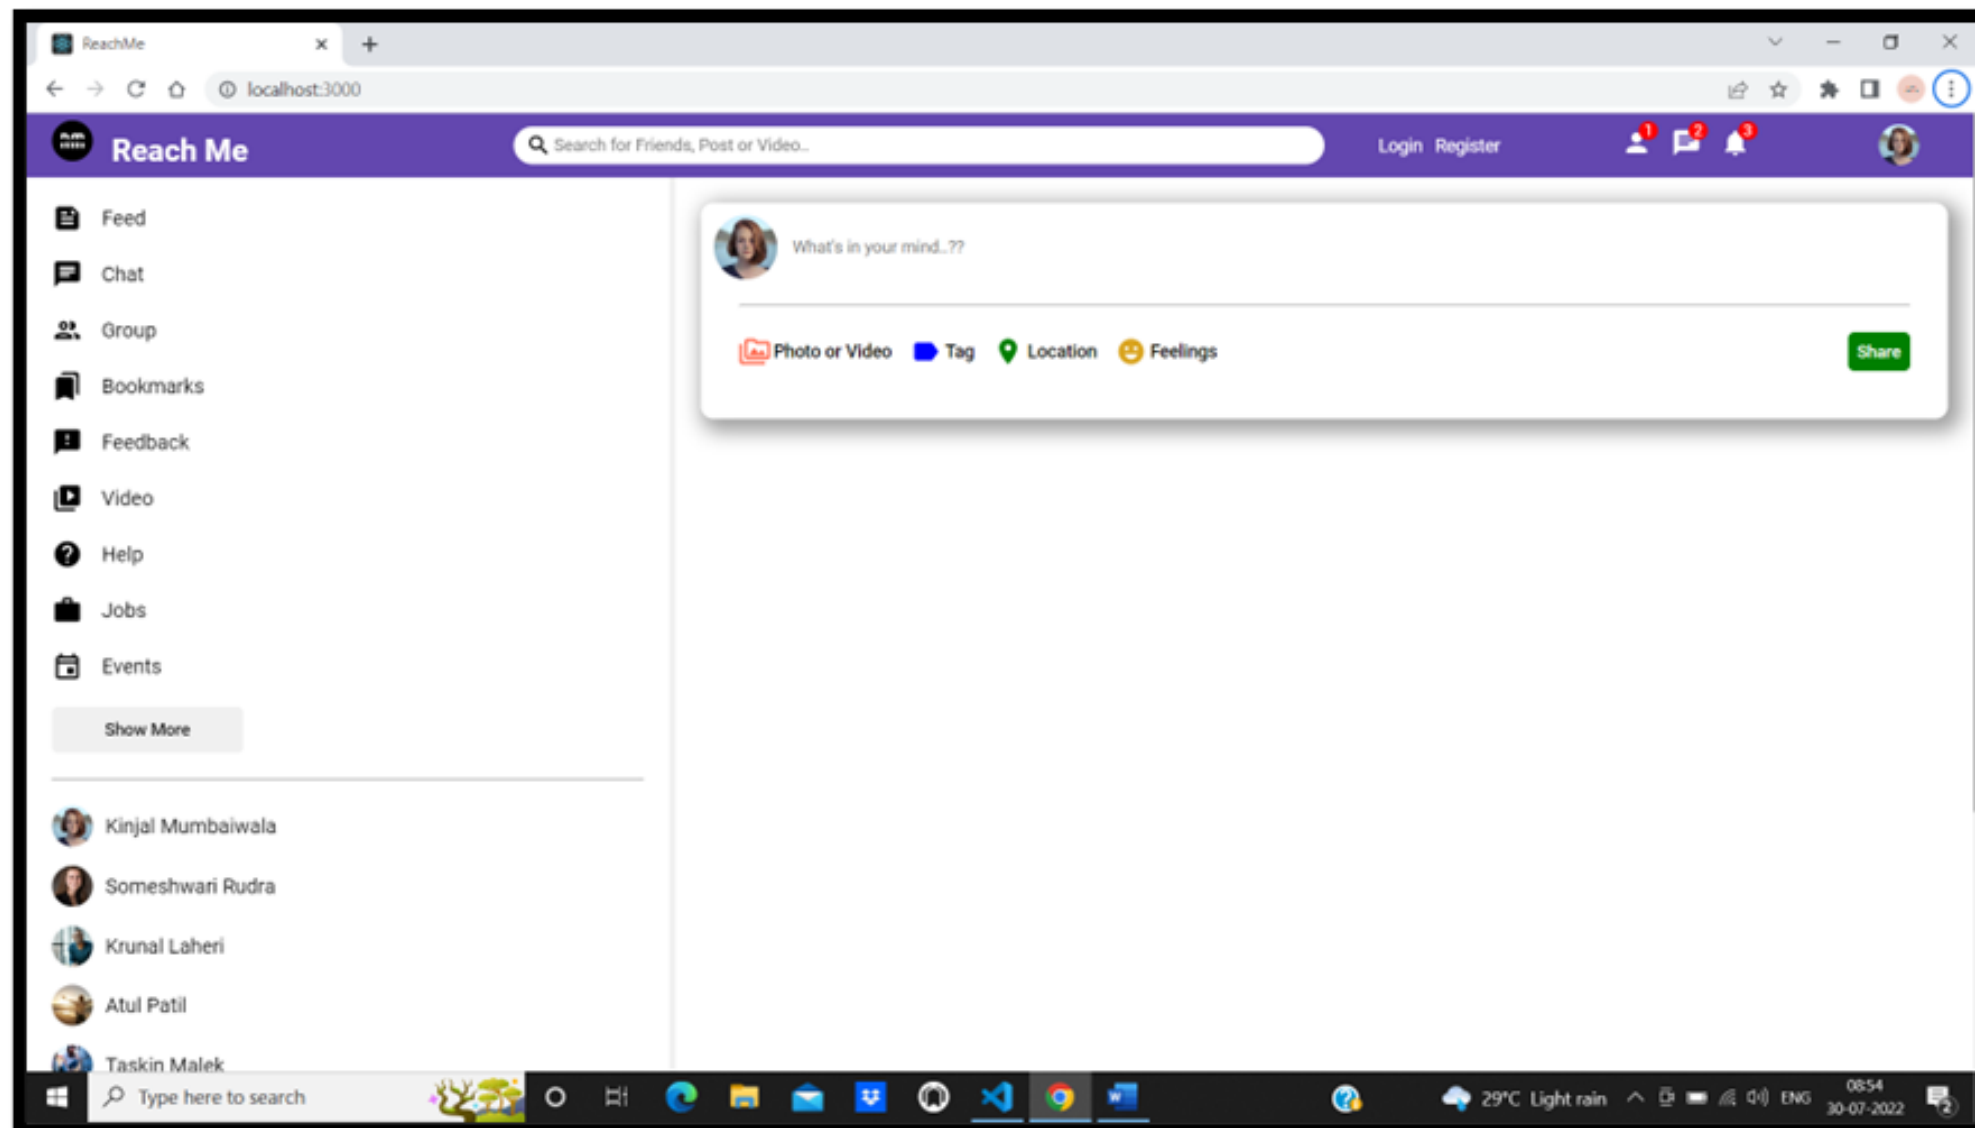 ReachMe
localhost:3000
Reach Me
Search for Friends, Post or Video..
Login Register
1
2
3
Feed
Chat
Group
Bookmarks
Feedback
Video
Help
Jobs
Events
Show More
Kinjal Mumbaiwala
Someshwari Rudra
Krunal Laheri
Atul Patil
Taskin Malek
What's in your mind..??
Photo or Video Tag Location Feelings
Share
Type here to search
29°C Light rain
ENG
08:54
30-07-2022
2